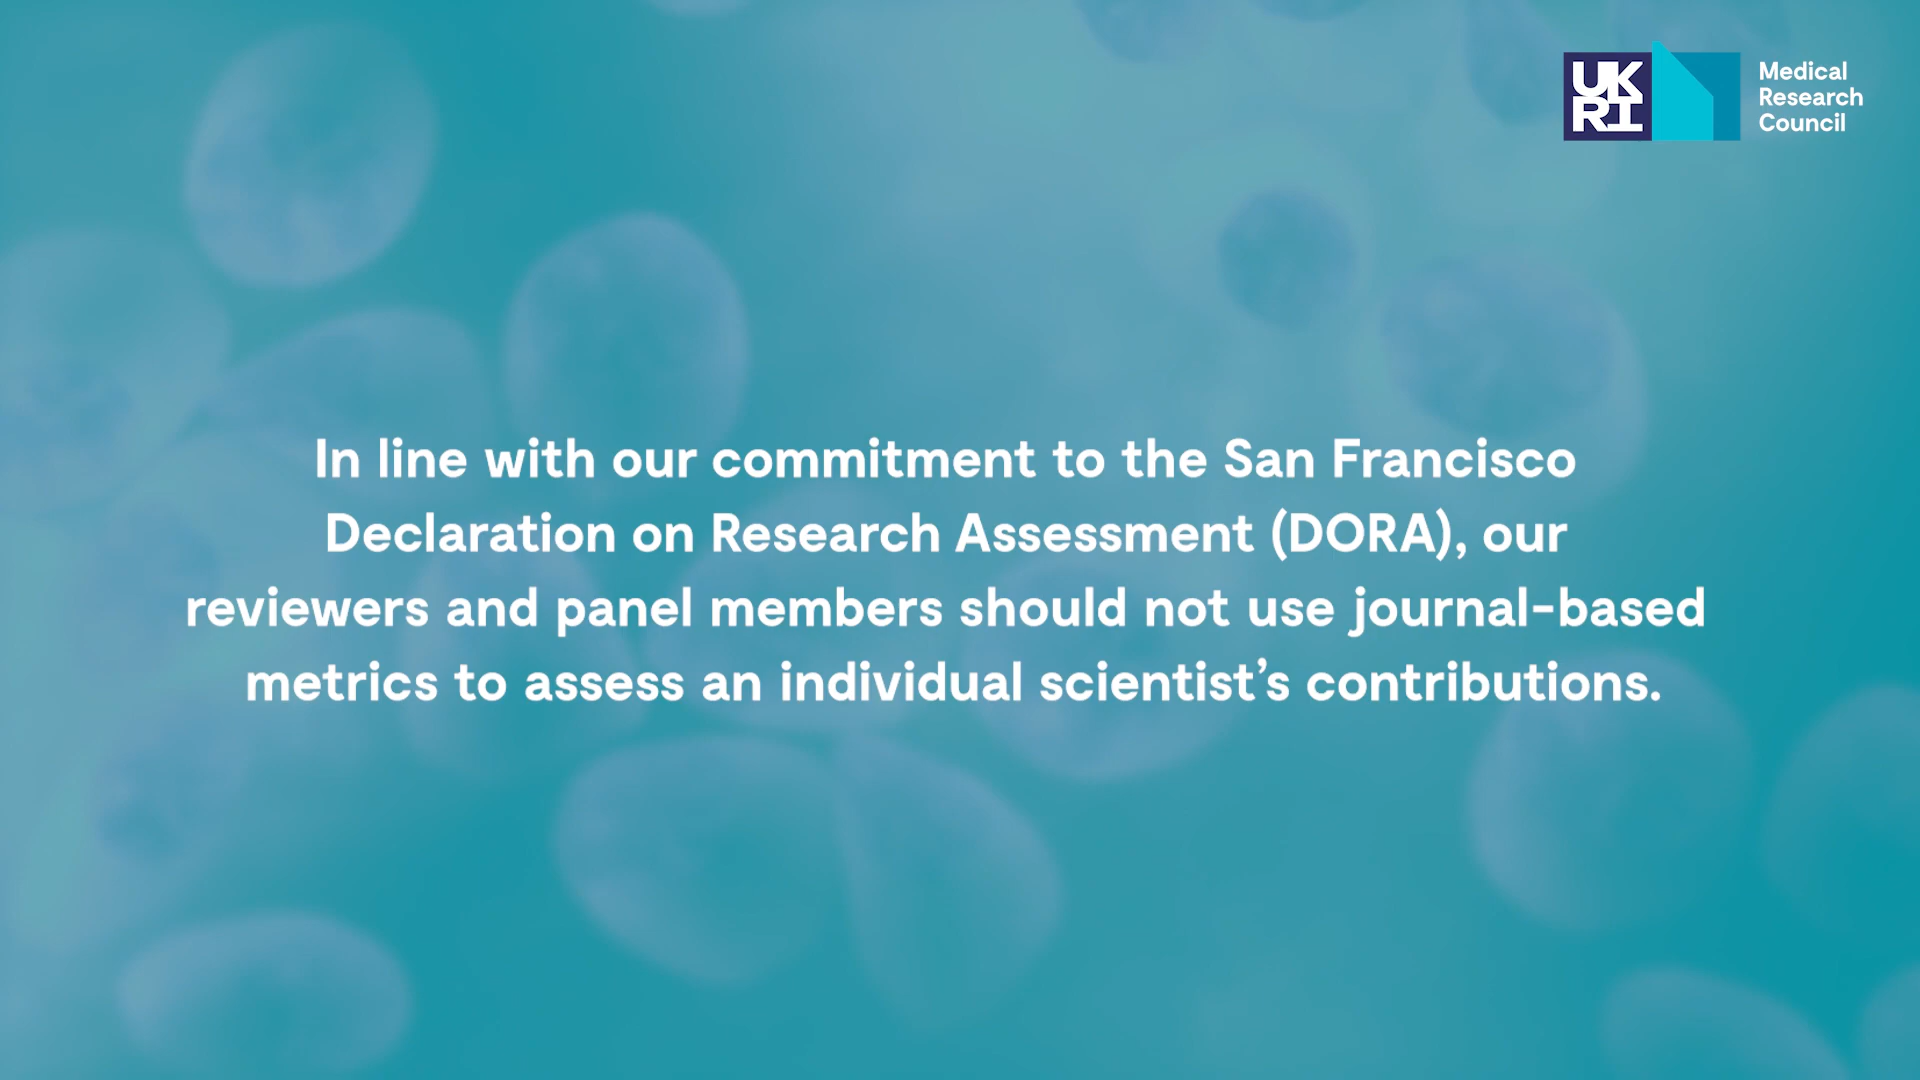 UK
RI
Medical
Research
Council
In line with our commitment to the San Francisco
Declaration on Research Assessment (DORA), our
reviewers and panel members should not use journal-based
metrics to assess an individual scientist’s contributions.